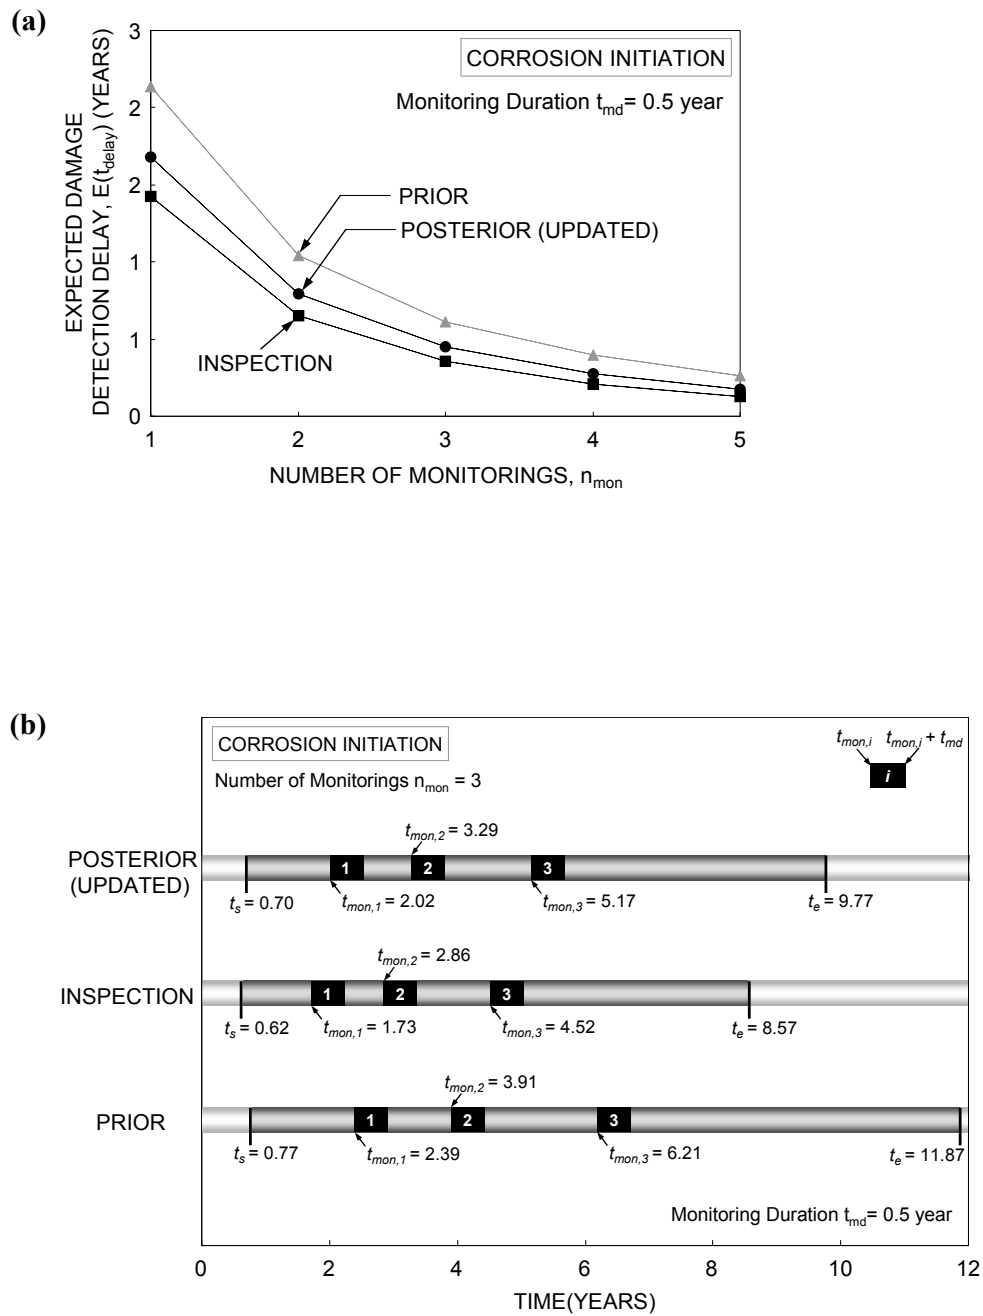 (a)
3
2
2
1
1
0
EXPECTED DAMAGE
DETECTION DELAY, E(t_delay) (YEARS)
CORROSION INITIATION
Monitoring Duration t_md= 0.5 year
PRIOR
POSTERIOR (UPDATED)
INSPECTION
1 2 3 4 5
NUMBER OF MONITORINGS, n_mon
(b)
CORROSION INITIATION
Number of Monitorings n_mon = 3
t_mon,i t_mon,i + t_md
i
POSTERIOR
(UPDATED)
t_mon,2 = 3.29
1 2 3
t_s = 0.70 t_mon,1 = 2.02 t_mon,3 = 5.17 t_e = 9.77
INSPECTION
t_mon,2 = 2.86
1 2 3
t_s = 0.62 t_mon,1 = 1.73 t_mon,3 = 4.52 t_e = 8.57
PRIOR
t_mon,2 = 3.91
1 2 3
t_s = 0.77 t_mon,1 = 2.39 t_mon,3 = 6.21 t_e = 11.87
Monitoring Duration t_md= 0.5 year
0 2 4 6 8 10 12
TIME(YEARS)